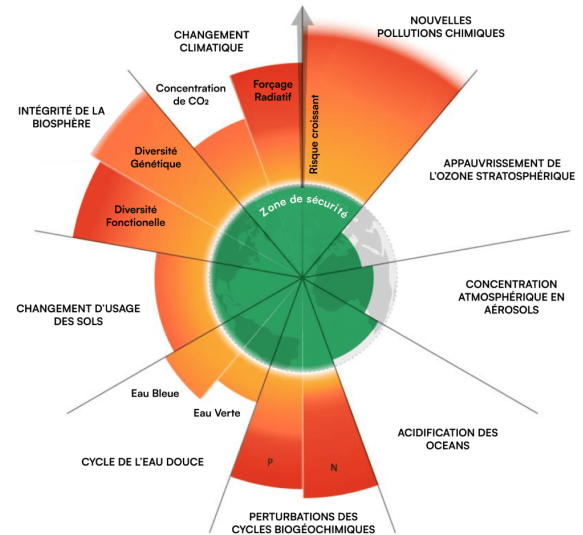 NOUVELLES
POLLUTIONS CHIMIQUES
CHANGEMENT
CLIMATIQUE
Concentration
de CO₂
Forçage
Radiatif
Risque croissant
INTÉGRITÉ DE LA
BIOSPHÈRE
Diversité
Génétique
APPAUVRISSEMENT DE
L'OZONE STRATOSPHÉRIQUE
Diversité
Fonctionelle
Zone de sécurité
CHANGEMENT D'USAGE
DES SOLS
CONCENTRATION
ATMOSPHÉRIQUE EN
AÉROSOLS
Eau Bleue
Eau Verte
ACIDIFICATION DES
OCEANS
CYCLE DE L'EAU DOUCE
P
N
PERTURBATIONS DES
CYCLES BIOGÉOCHIMIQUES